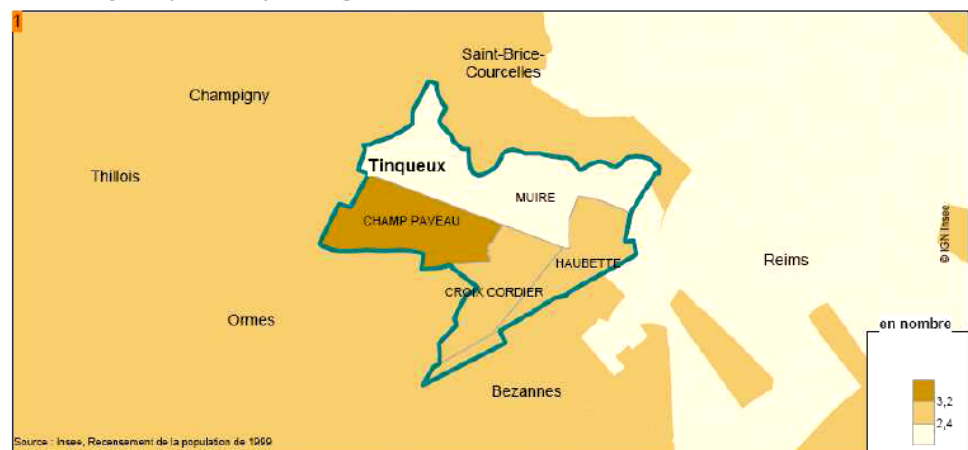 1
Saint-Brice-
Courcelles
Champigny
Tinqueux
Thillois
MUIRE
CHAMP PAVEAU
© IGN Insee
HAUBETTE
Reims
CROIX CORDIER
Ormes
en nombre
Bezannes
3,2
2,4
Source : Insee, Recensement de la population de 1999